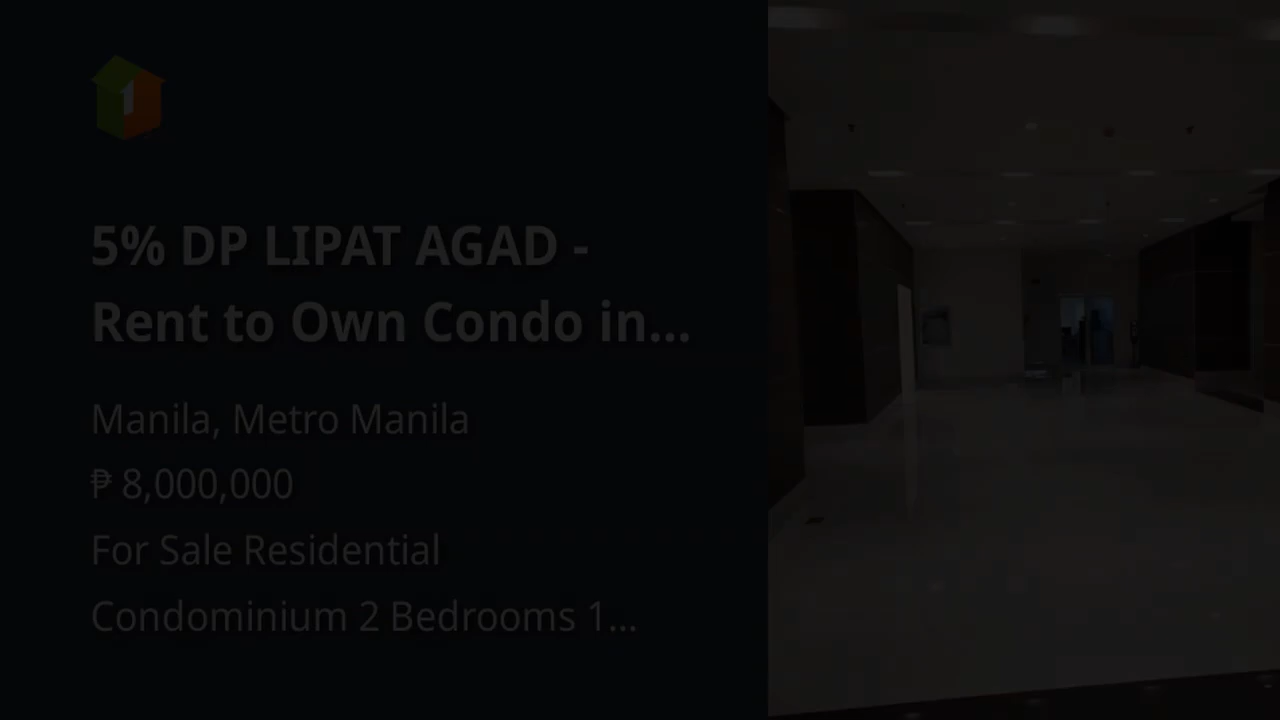 5% DP LIPAT AGAD -
Rent to Own Condo in...
Manila, Metro Manila
₱ 8,000,000
For Sale Residential
Condominium 2 Bedrooms 1...